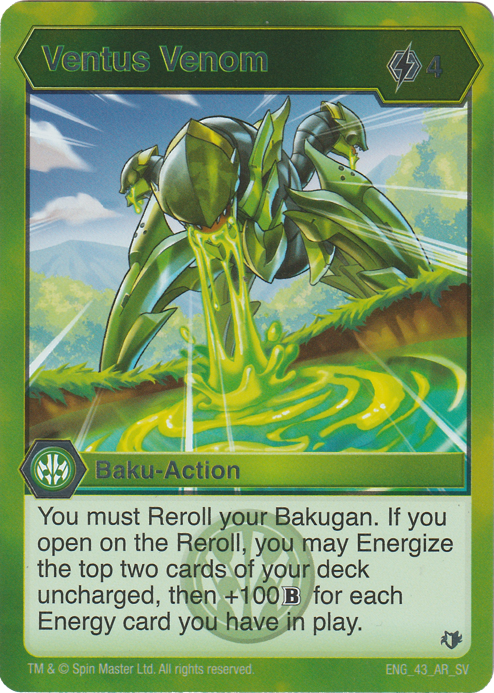 Ventus Venom 4
Baku-Action
You must Reroll your Bakugan. If you
open on the Reroll, you may Energize
the top two cards of your deck
uncharged, then +100B for each
Energy card you have in play.
TM & © Spin Master Ltd. All rights reserved. ENG_43_AR_SV